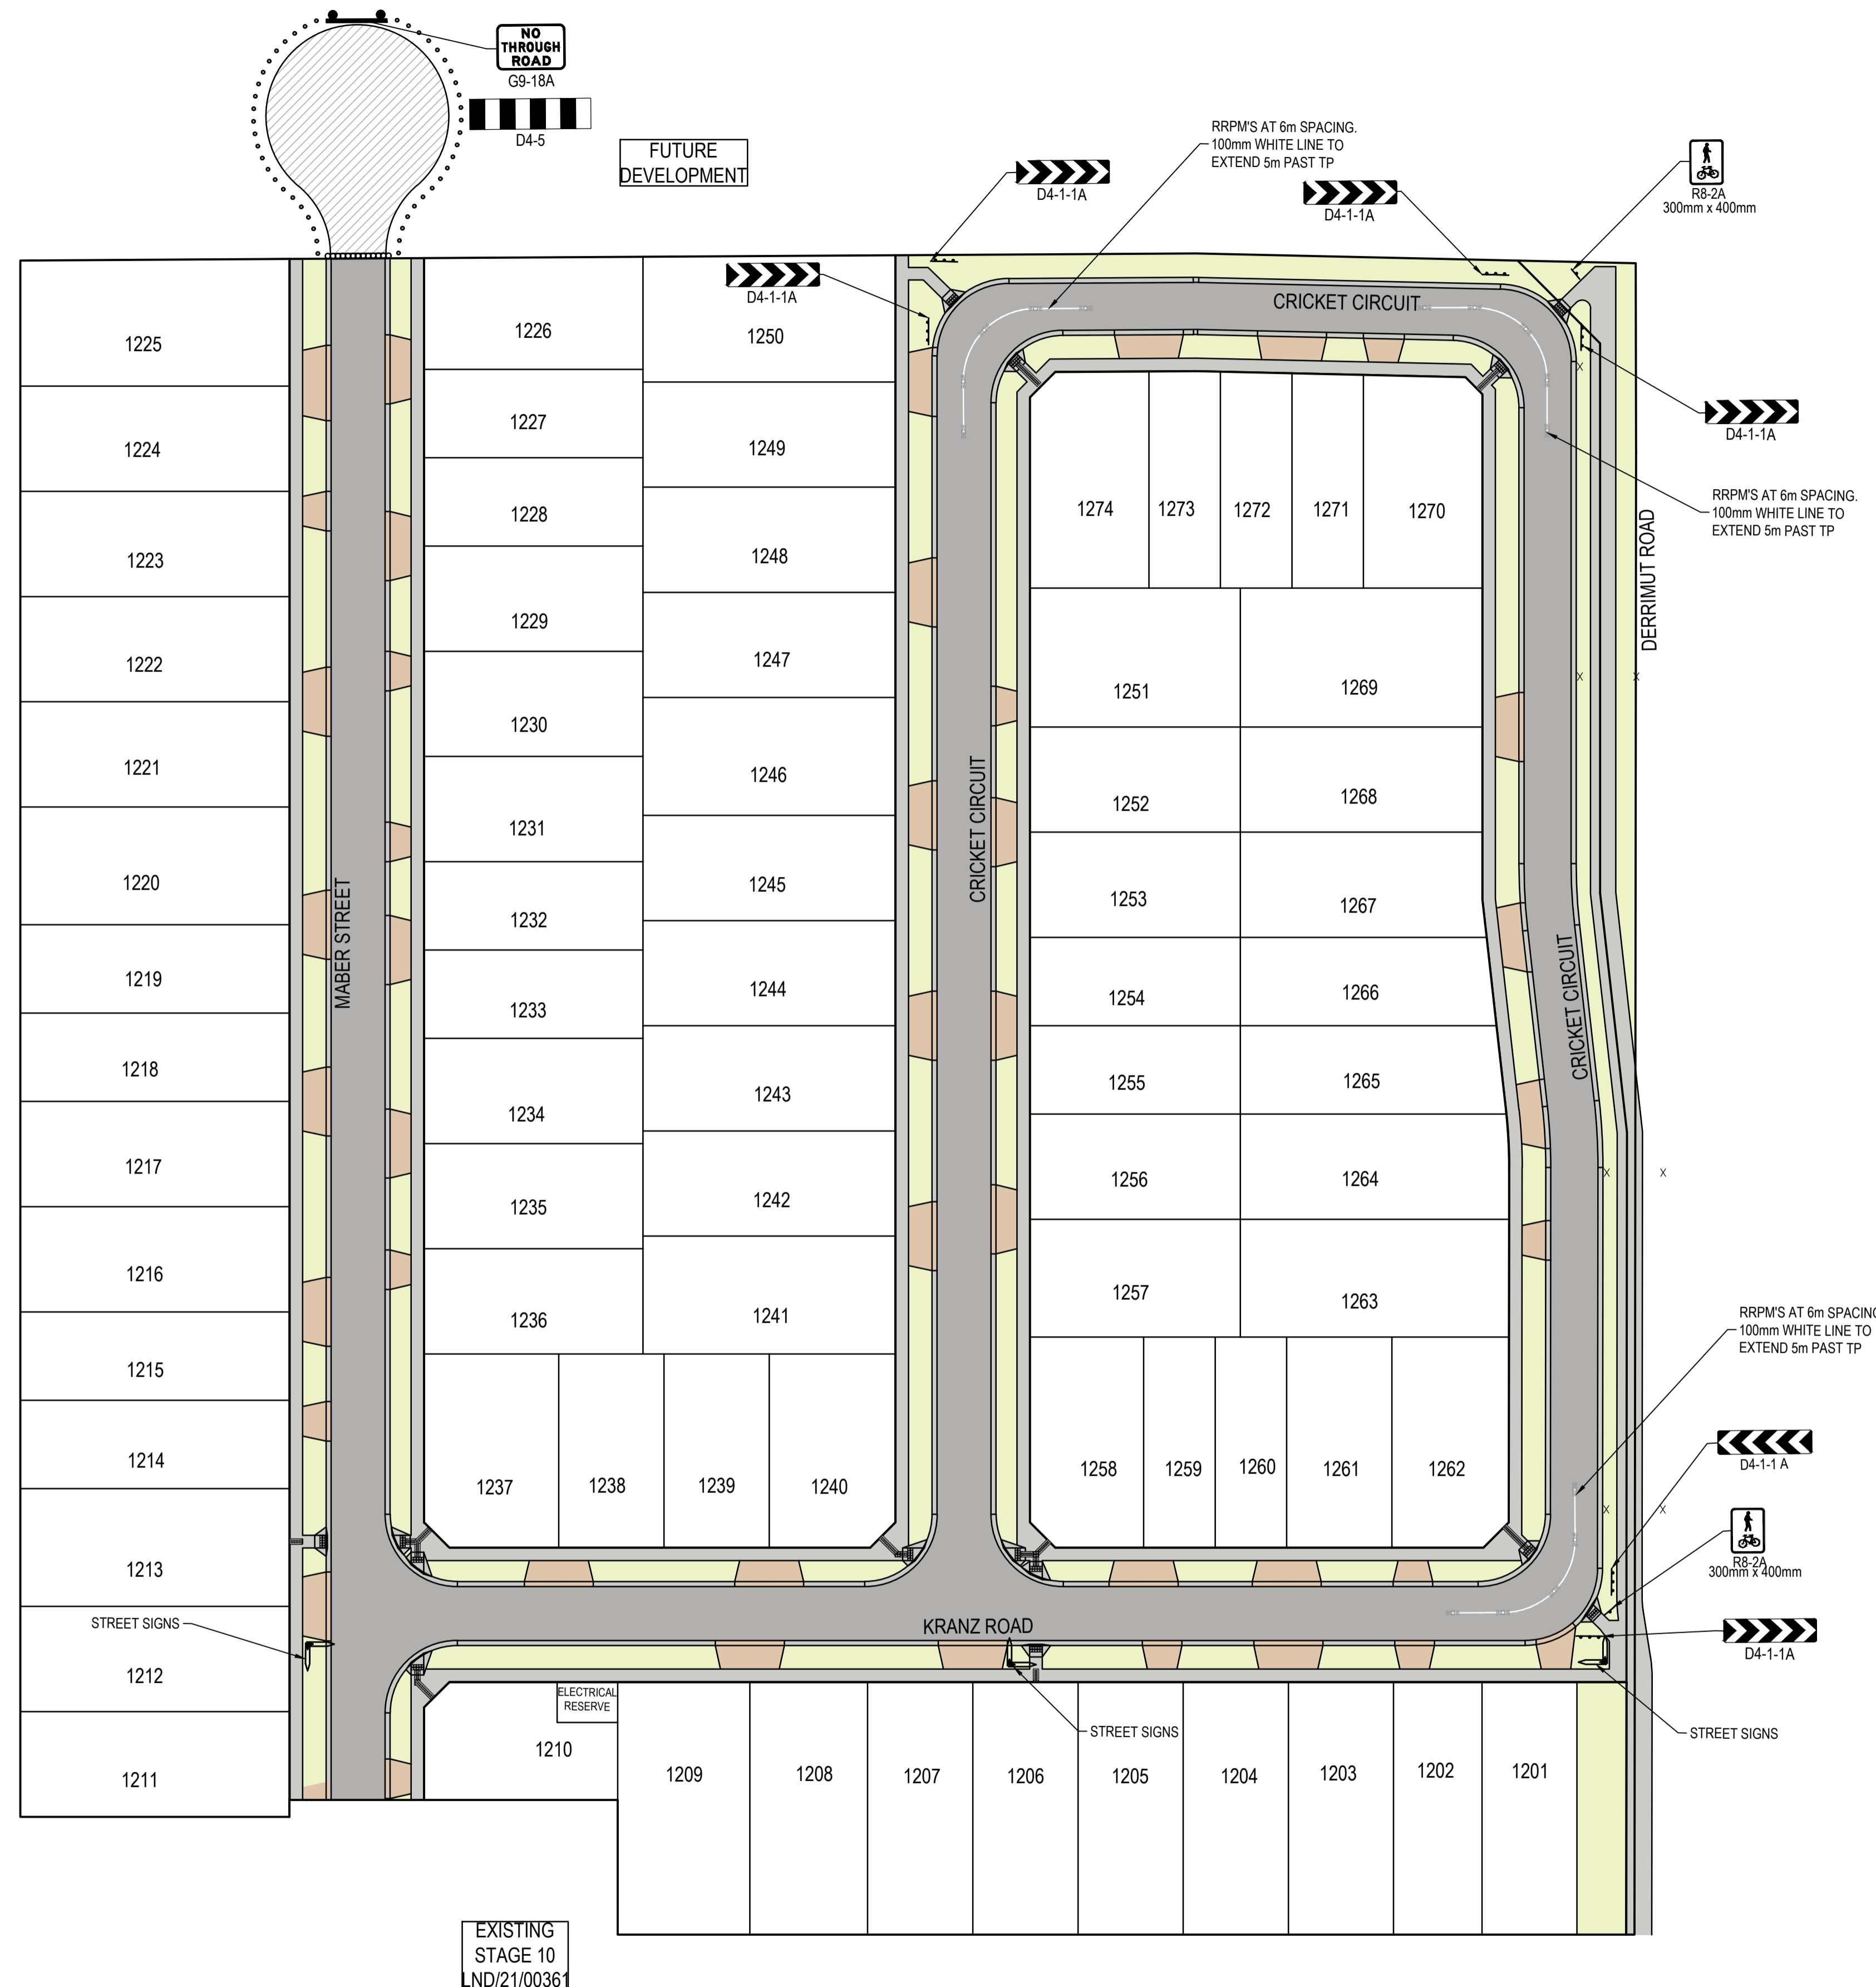 NO
THROUGH
ROAD
G9-18A
D4-5
FUTURE
DEVELOPMENT
RRPM'S AT 6m SPACING.
100mm WHITE LINE TO
EXTEND 5m PAST TP
D4-1-1A
D4-1-1A
R8-2A
300mm x 400mm
D4-1-1A
CRICKET CIRCUIT
D4-1-1A
RRPM'S AT 6m SPACING.
100mm WHITE LINE TO
EXTEND 5m PAST TP
DERRIMUT ROAD
1225
1224
1223
1222
1221
1220
1219
1218
1217
1216
1215
1214
1213
1212
1211
MABER STREET
1226
1227
1228
1229
1230
1231
1232
1233
1234
1235
1236
1250
1249
1248
1247
1246
1245
1244
1243
1242
1241
1237
1238
1239
1240
CRICKET CIRCUIT
1274
1273
1272
1271
1270
1251
1269
1252
1268
1253
1267
1254
1266
1255
1265
1256
1264
1257
1263
1258
1259
1260
1261
1262
CRICKET CIRCUIT
X
X
X
X
X
X
X
RRPM'S AT 6m SPACING
100mm WHITE LINE TO
EXTEND 5m PAST TP
D4-1-1 A
R8-2A
300mm x 400mm
D4-1-1A
STREET SIGNS
KRANZ ROAD
STREET SIGNS
STREET SIGNS
ELECTRICAL
RESERVE
1210
1209
1208
1207
1206
1205
1204
1203
1202
1201
EXISTING
STAGE 10
LND/21/00361